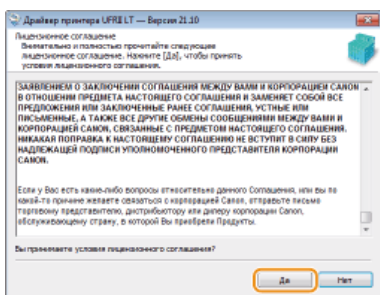 Драйвер принтера UFRII LT — Версия 21.10
Лицензионное соглашение
Внимательно и полностью прочитайте следующее
лицензионное соглашение. Нажмите [Да], чтобы принять
условия лицензионного соглашения.
ЗАЯВЛЕНИЕМ О ЗАКЛЮЧЕНИИ СОГЛАШЕНИЯ МЕЖДУ ВАМИ И КОРПОРАЦИЕЙ CANON
В ОТНОШЕНИИ ПРЕДМЕТА НАСТОЯЩЕГО СОГЛАШЕНИЯ И ЗАМЕНЯЕТ СОБОЙ ВСЕ
ПРЕДЛОЖЕНИЯ ИЛИ ЗАКЛЮЧЕННЫЕ РАНЕЕ СОГЛАШЕНИЯ, УСТНЫЕ ИЛИ
ПИСЬМЕННЫЕ, А ТАКЖЕ ВСЕ ДРУГИЕ ОБМЕНЫ СООБЩЕНИЯМИ МЕЖДУ ВАМИ И
КОРПОРАЦИЕЙ CANON, СВЯЗАННЫЕ С ПРЕДМЕТОМ НАСТОЯЩЕГО СОГЛАШЕНИЯ.
НИКАКАЯ ПОПРАВКА К НАСТОЯЩЕМУ СОГЛАШЕНИЮ НЕ ВСТУПИТ В СИЛУ БЕЗ
НАДЛЕЖАЩЕЙ ПОДПИСИ УПОЛНОМОЧЕННОГО ПРЕДСТАВИТЕЛЯ КОРПОРАЦИИ
CANON.
Если у Вас есть какие-либо вопросы относительно данного Соглашения, или вы по
какой-то причине желаете связаться с корпорацией Canon, отправьте письмо
торговому представителю, дистрибьютору или дилеру корпорации Canon,
обслуживающему страну, в которой Вы приобрели Продукты.
Вы принимаете условия лицензионного соглашения?
Да
Нет